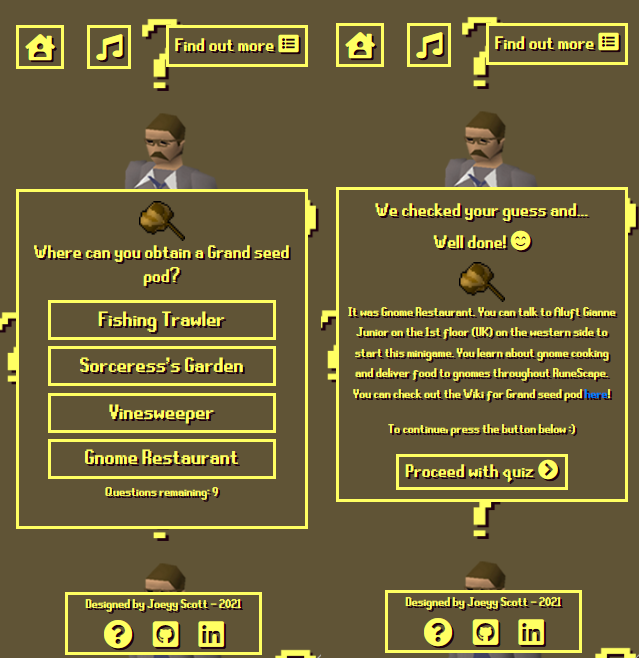 Find out more
Where can you obtain a Grand seed
pod?
Fishing Trawler
Sorceress's Garden
Vinesweeper
Gnome Restaurant
Questions remaining: 9
Designed by Joeyy Scott - 2021
Find out more
We checked your guess and...
Well done!
It was Gnome Restaurant. You can talk to Aluft Gianne
Junior on the 1st floor (UK) on the western side to
start this minigame. You learn about gnome cooking
and deliver food to gnomes throughout RuneScape.
You can check out the Wiki for Grand seed pod here!
To continue, press the button below :)
Proceed with quiz
Designed by Joeyy Scott - 2021